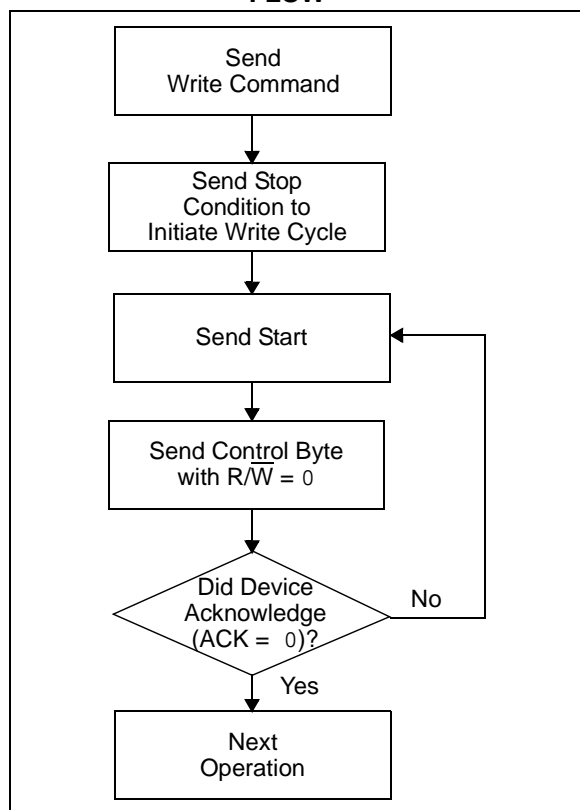 Send
Write Command
Send Stop
Condition to
Initiate Write Cycle
Send Start
Send Control Byte
with R/W̅ = 0
Did Device
Acknowledge
(ACK = 0)?
No
Yes
Next
Operation